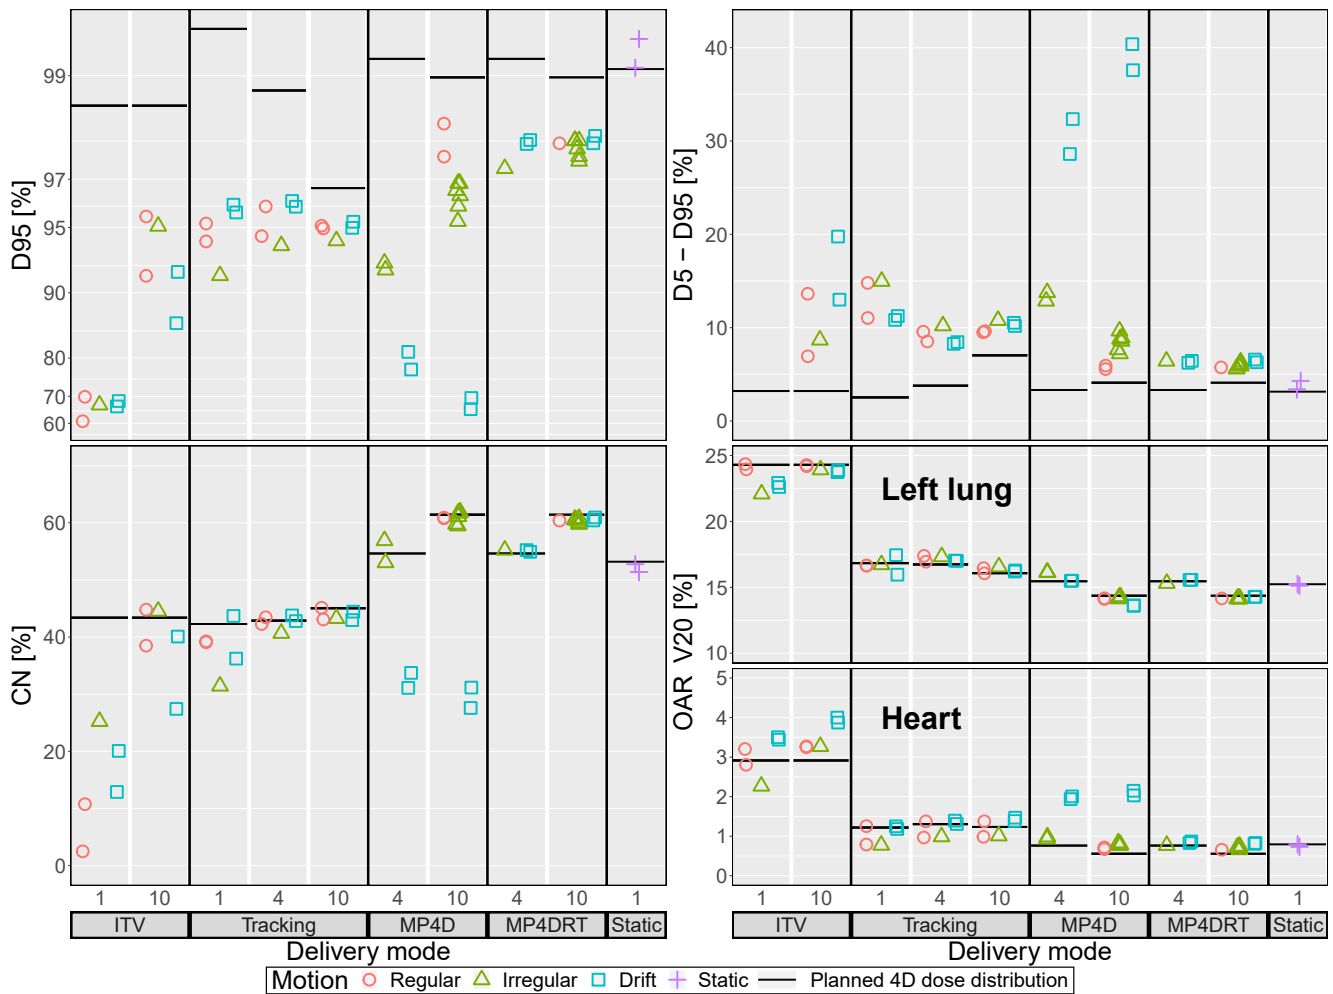 D95 [%]
99
97
95
90
80
70
60
D5 − D95 [%]
40
30
20
10
0
CN [%]
60
40
20
0
OAR V20 [%]
25
20
15
10
Left lung
5
4
3
2
1
0
Heart
1 10 1 4 10 4 10 4 10 1
ITV Tracking MP4D MP4DRT Static
Delivery mode
1 10 1 4 10 4 10 4 10 1
ITV Tracking MP4D MP4DRT Static
Delivery mode
Motion Regular Irregular Drift Static Planned 4D dose distribution